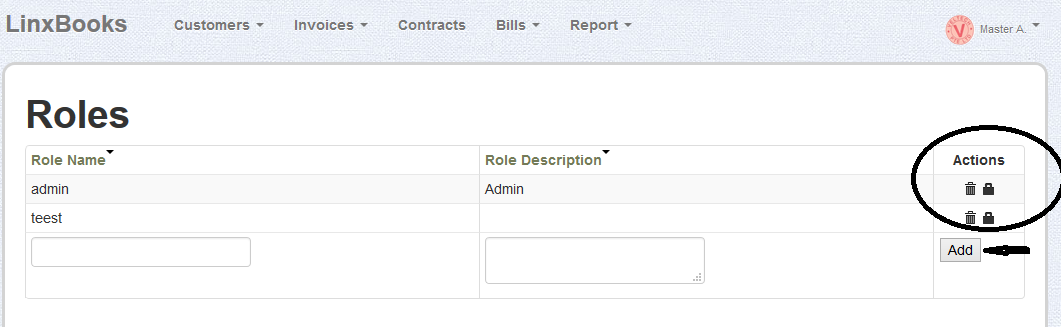 LinxBooks Customers Invoices Contracts Bills Report Master A.
Roles
Role Name Role Description Actions
admin Admin
teest
Add